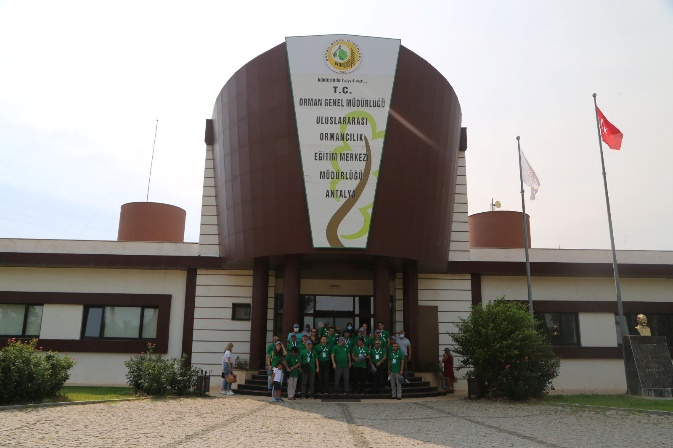 T.C.
ORMAN GENEL MÜDÜRLÜĞÜ
ULUSLARARASI
ORMANCILIK
EĞİTİM MERKEZİ
MÜDÜRLÜĞÜ
ANTALYA